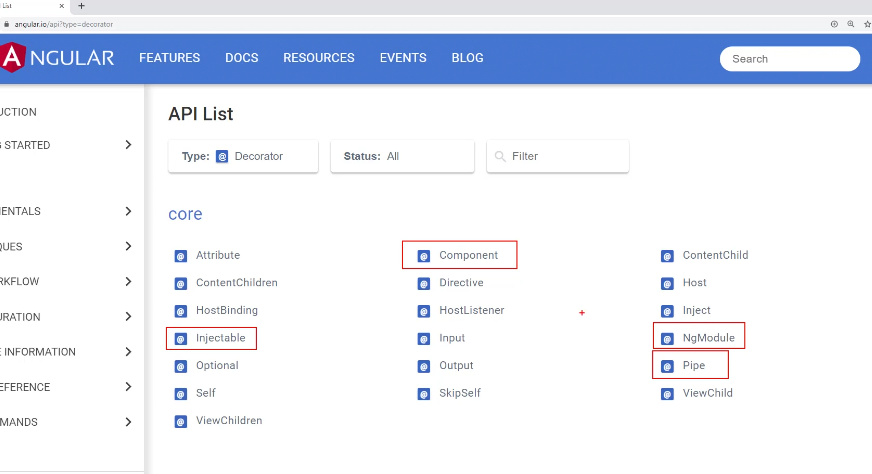 List × +
angular.io/api?type=decorator
ANGULAR FEATURES DOCS RESOURCES EVENTS BLOG Search
API List
Type: @ Decorator Status: All Filter
core
@ Attribute @ Component @ ContentChild
@ ContentChildren @ Directive @ Host
@ HostBinding @ HostListener @ Inject
@ Injectable @ Input @ NgModule
@ Optional @ Output @ Pipe
@ Self @ SkipSelf @ ViewChild
@ ViewChildren
UCTION
STARTED
ENTALS
QUES
RKFLOW
URATION
E INFORMATION
EFERENCE
MANDS